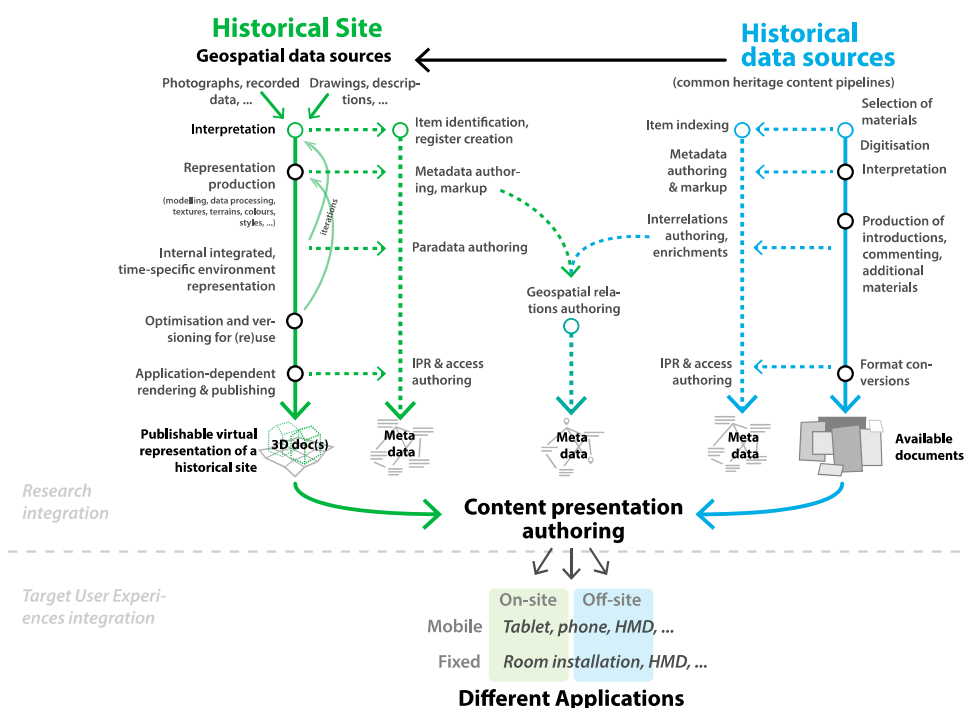 Historical Site
Geospatial data sources
Photographs, recorded
data, ...
Drawings, descrip-
tions, ...
Historical
data sources
(common heritage content pipelines)
Interpretation
Item identification,
register creation
Representation
production
(modelling, data processing,
textures, terrains, colours,
styles, ...)
iterations
Metadata author-
ing, markup
Internal integrated,
time-specific environment
representation
Paradata authoring
Optimisation and ver-
sioning for (re)use
Application-dependent
rendering & publishing
IPR & access
authoring
Geospatial rela-
tions authoring
Item indexing
Metadata
authoring
& markup
Interrelations
authoring,
enrichments
IPR & access
authoring
Selection of
materials
Digitisation
Interpretation
Production of
introductions,
commenting,
additional
materials
Format con-
versions
Publishable virtual
representation of a
historical site
3D doc(s)
Meta
data
Meta
data
Meta
data
Available
documents
Research
integration
Content presentation
authoring
Target User Experi-
ences integration
On-site
Off-site
Mobile
Tablet, phone, HMD, ...
Fixed
Room installation, HMD, ...
Different Applications